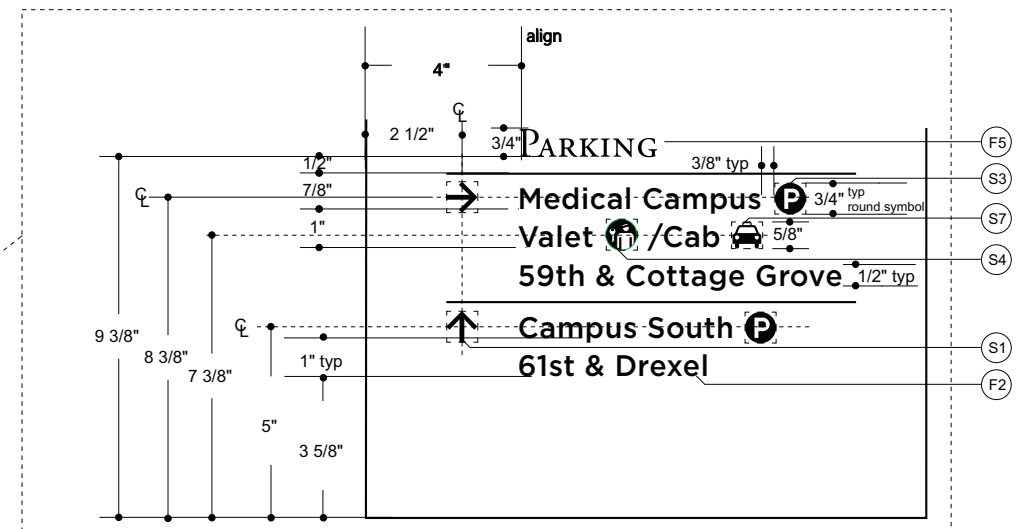 align
4"
℄
2 1/2"
3/4"
PARKING
F5
1/2"
3/8" typ
S3
℄
7/8"
Medical Campus P
3/4" typ
round symbol
S7
1"
Valet /Cab
5/8"
S4
59th & Cottage Grove
1/2" typ
℄
Campus South P
9 3/8"
8 3/8"
7 3/8"
1" typ
S1
61st & Drexel
F2
5"
3 5/8"